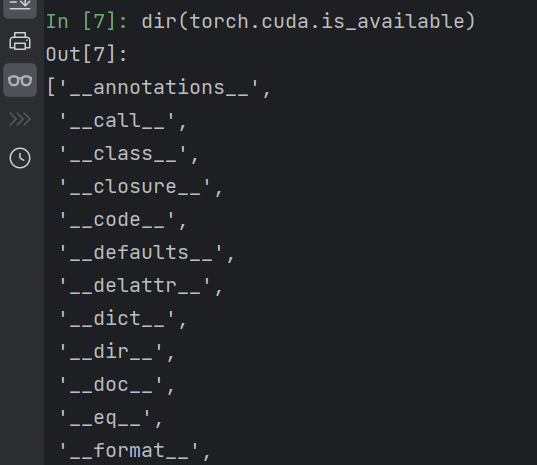 In [7]: dir(torch.cuda.is_available)
Out[7]:
['__annotations__',
 '__call__',
 '__class__',
 '__closure__',
 '__code__',
 '__defaults__',
 '__delattr__',
 '__dict__',
 '__dir__',
 '__doc__',
 '__eq__',
 '__format__',